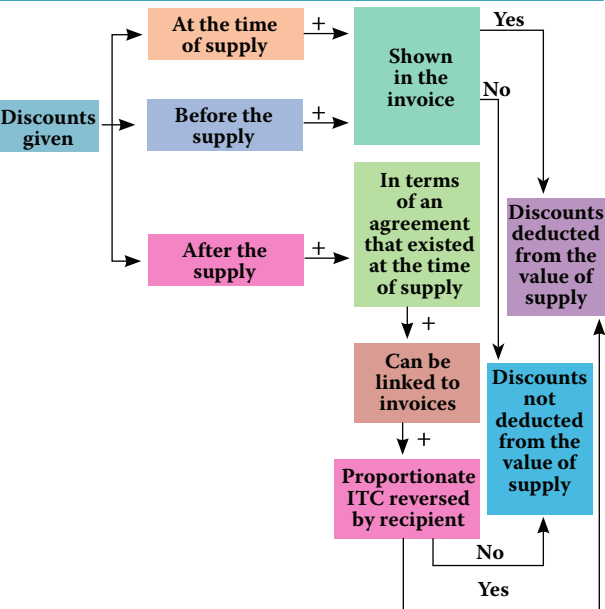 Discounts
given
At the time
of supply
+
Before the
supply
+
After the
supply
+
Shown
in the
invoice
Yes
No
In terms
of an
agreement
that existed
at the time
of supply
+
Can be
linked to
invoices
+
Proportionate
ITC reversed
by recipient
No
Yes
Discounts
deducted
from the
value of
supply
Discounts
not
deducted
from the
value of
supply